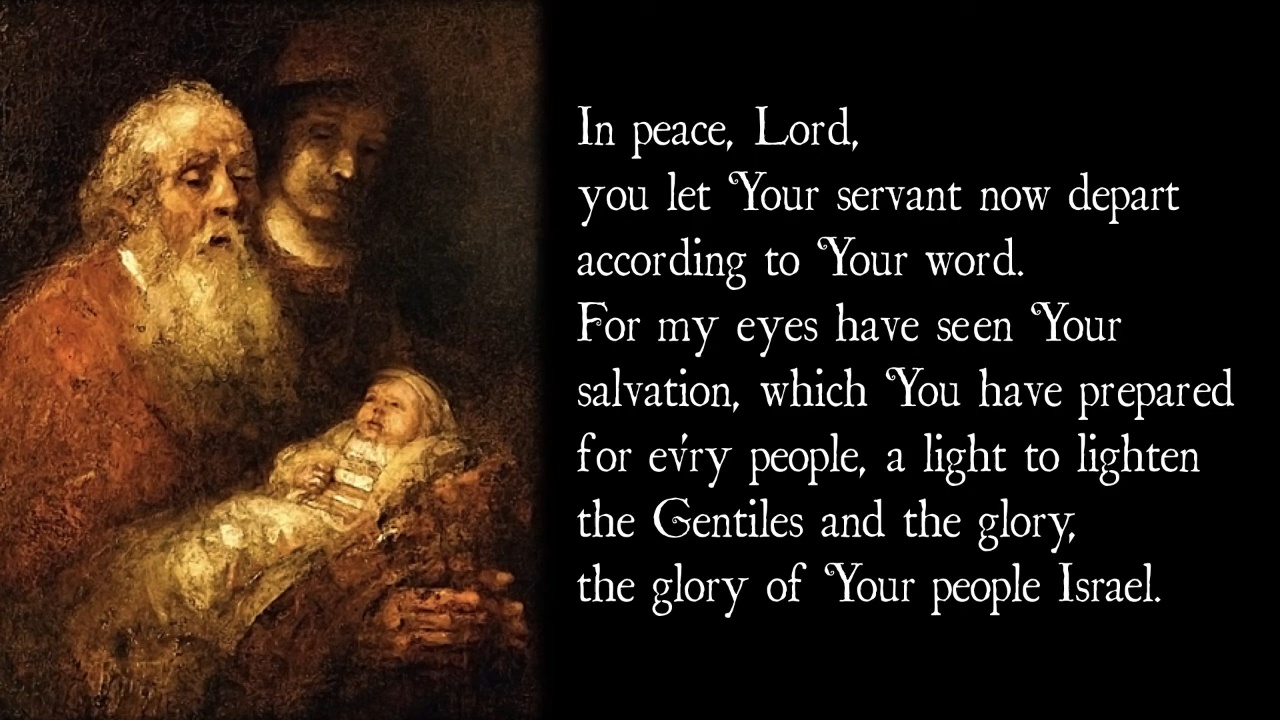 In peace, Lord,
you let Your servant now depart
according to Your word.
For my eyes have seen Your
salvation, which You have prepared
for ev'ry people, a light to lighten
the Gentiles and the glory,
the glory of Your people Israel.